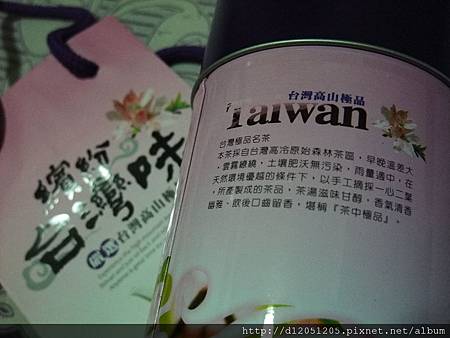 繽紛
台灣味
台灣高山
台灣高山極品
Taiwan
台灣極品名茶
本茶採自台灣高冷原始森林茶區，早晚溫差大
，雲霧繚繞，土壤肥沃無污染，雨量適中，在
天然環境優越的條件下，以手工摘採一心二葉
，所產製成的茶品，茶湯滋味甘醇，香氣清香
幽雅、飲後口齒留香，堪稱『茶中極品』。
http://d12051205.pixnet.net/album